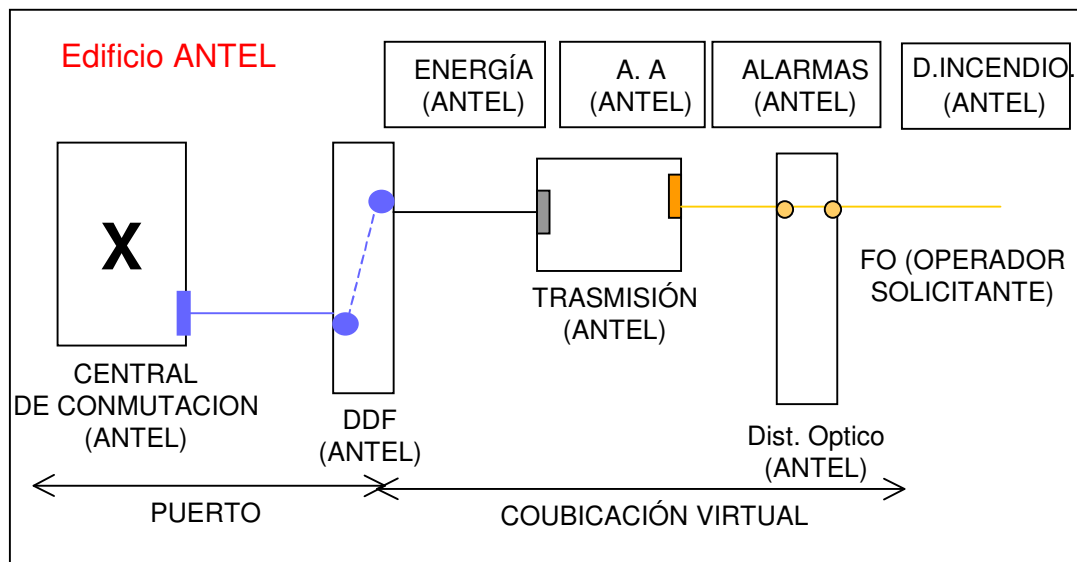 Edificio ANTEL
ENERGÍA
(ANTEL)
A. A
(ANTEL)
ALARMAS
(ANTEL)
D.INCENDIO.
(ANTEL)
X
CENTRAL
DE CONMUTACION
(ANTEL)
DDF
(ANTEL)
TRASMISIÓN
(ANTEL)
Dist. Optico
(ANTEL)
FO (OPERADOR
SOLICITANTE)
PUERTO
COUBICACIÓN VIRTUAL